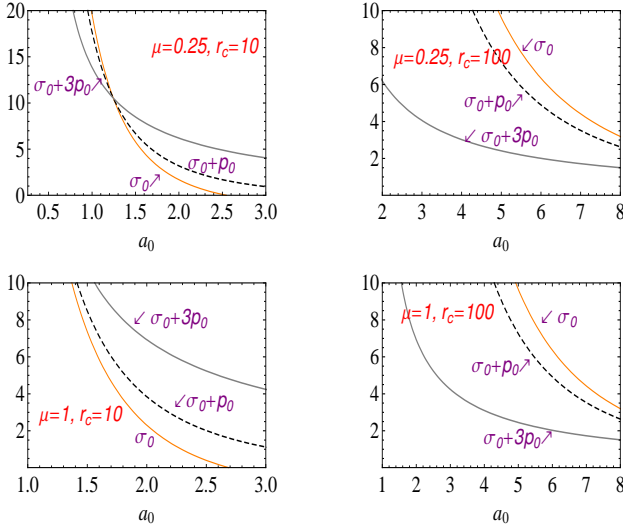 20
15
10
5
0
μ=0.25, r_c=10
σ₀+3p₀↗
σ₀+p₀
σ₀↗
0.5 1.0 1.5 2.0 2.5 3.0
a₀
10
8
6
4
2
μ=0.25, r_c=100
↙σ₀
σ₀+p₀↗
↙ σ₀+3p₀
2 3 4 5 6 7 8
a₀
10
8
6
4
2
↙ σ₀+3p₀
↙σ₀+p₀
μ=1, r_c=10
σ₀
1.0 1.5 2.0 2.5 3.0
a₀
10
8
6
4
2
μ=1, r_c=100
↙ σ₀
σ₀+p₀↗
σ₀+3p₀↗
1 2 3 4 5 6 7 8
a₀